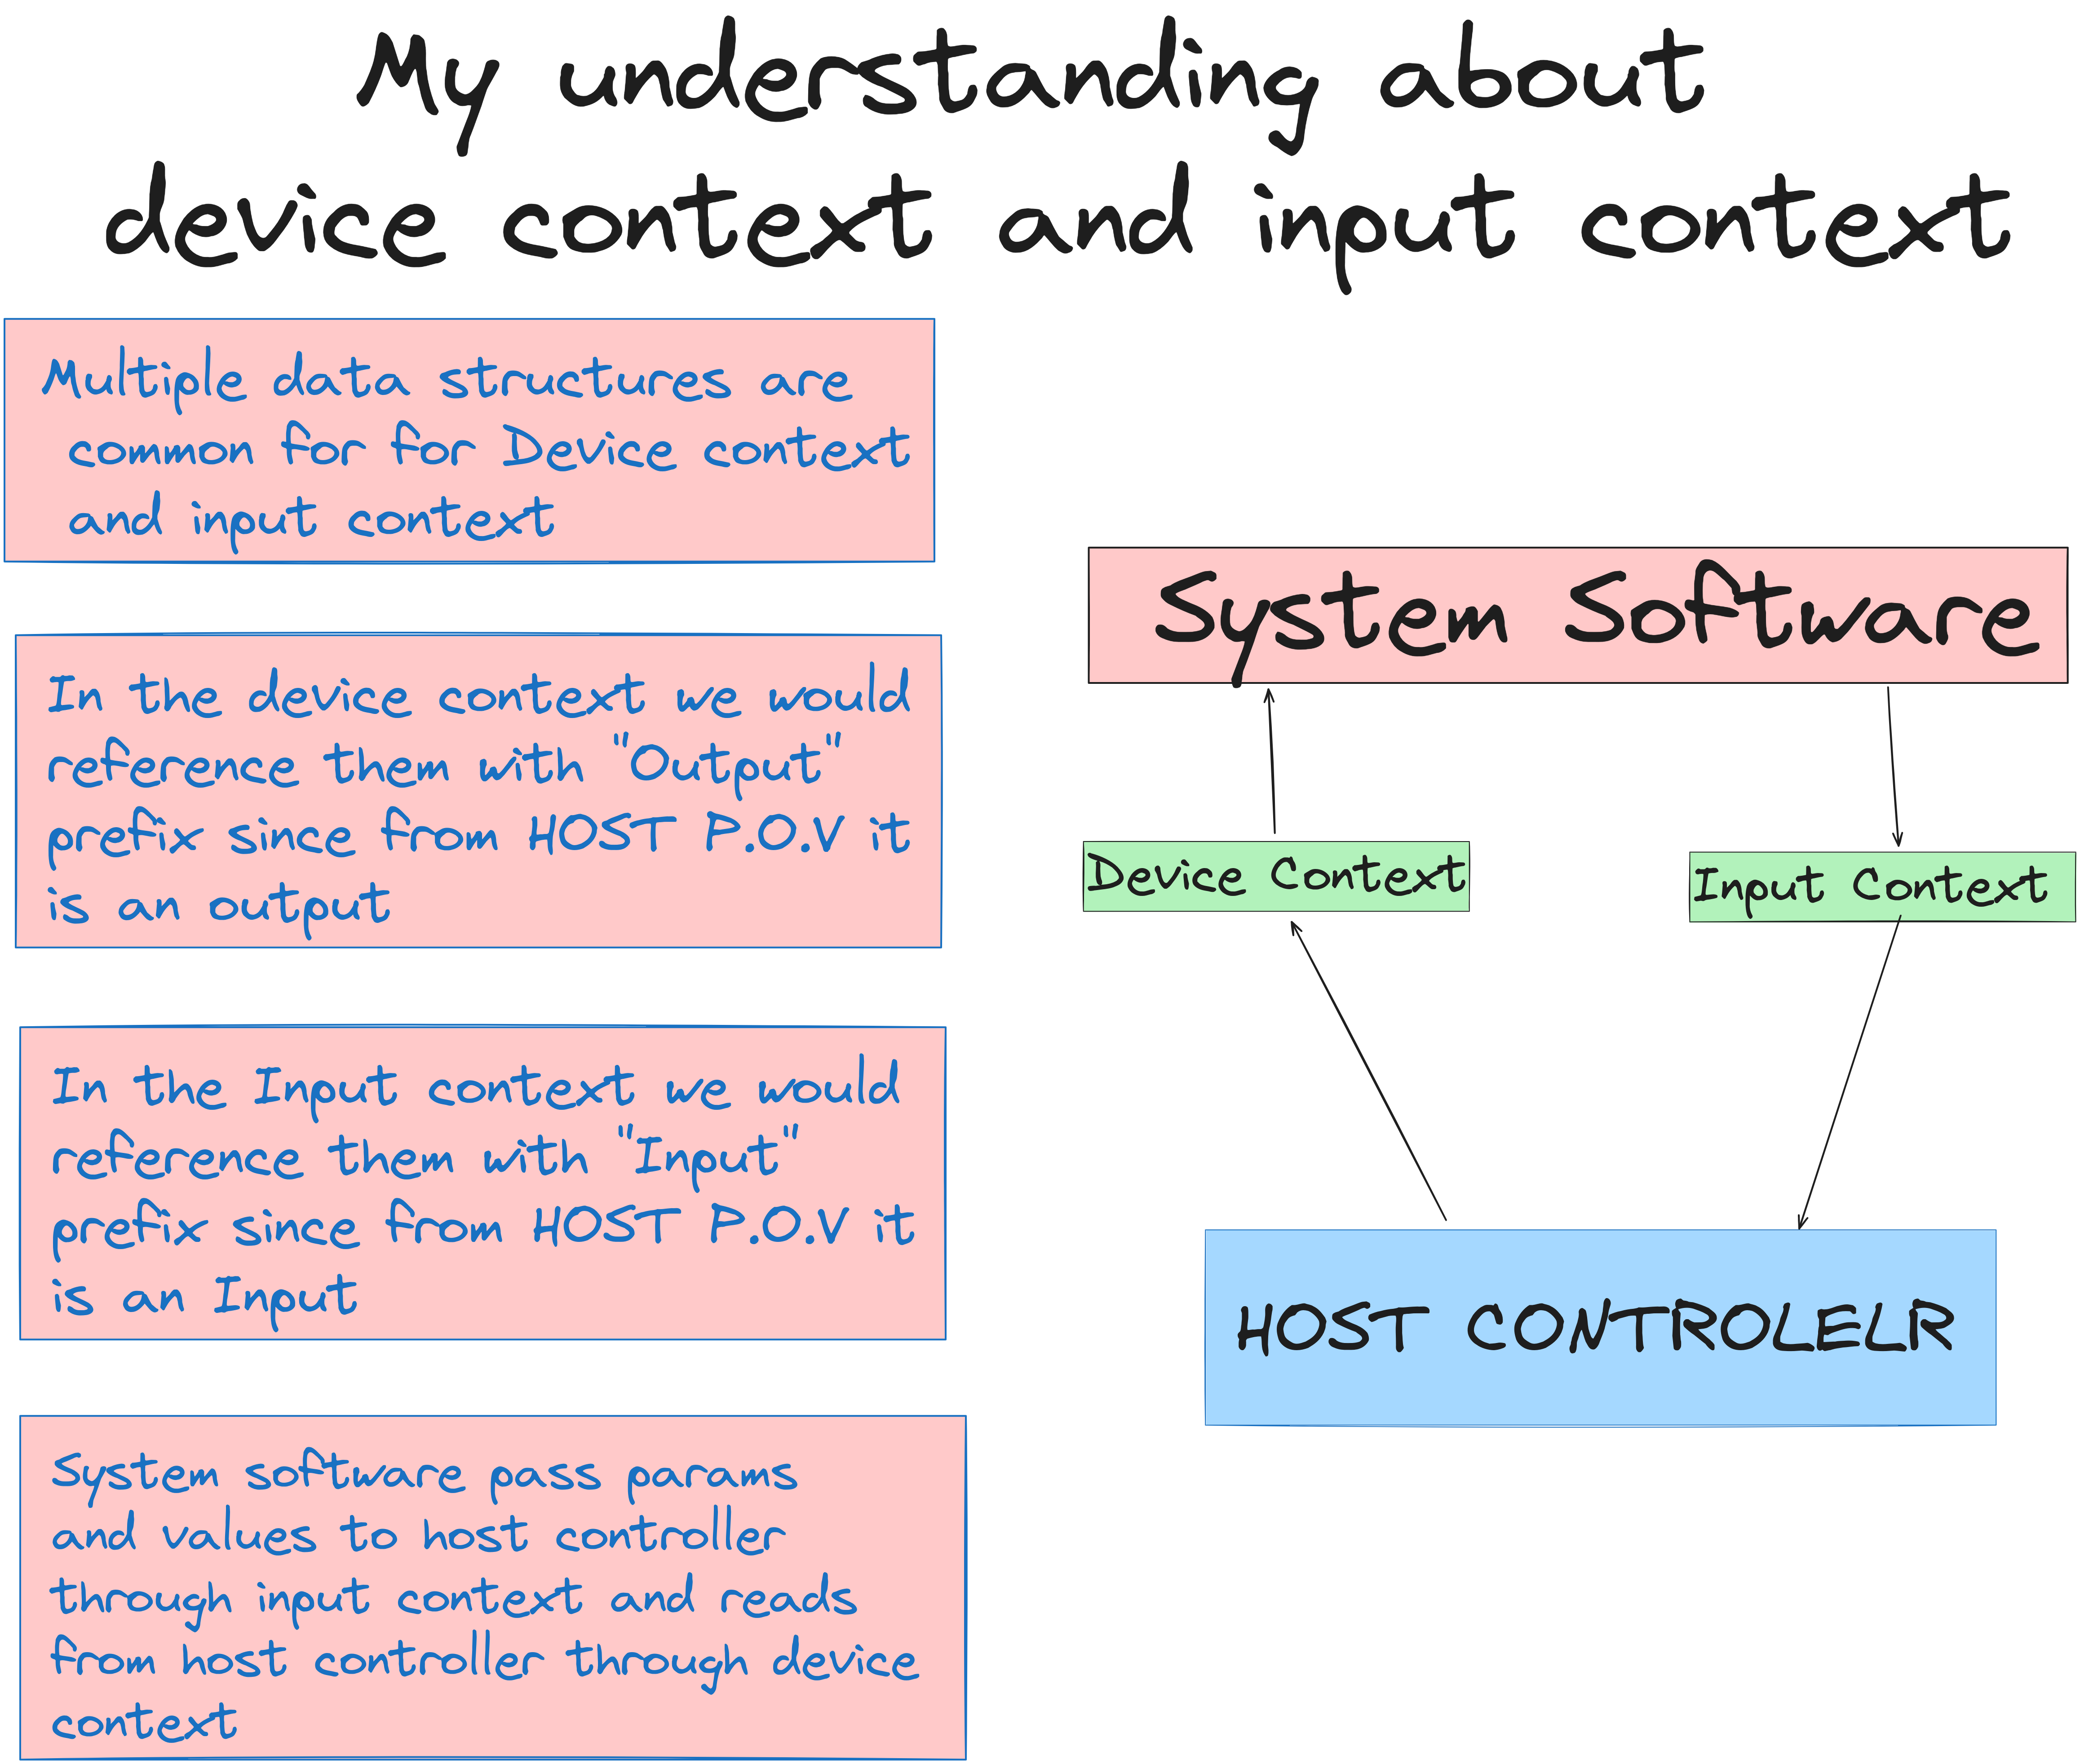 My understanding about
device context and input context
Multiple data structures are
common for for Device context
and input context
In the device context we would
reference them with "Output"
prefix since from HOST P.O.V it
is an output
In the Input context we would
reference them with "Input"
prefix since from HOST P.O.V it
is an Input
System software pass params
and values to host controller
through input context and reads
from host controller through device
context
System Software
Device Context
Input Context
HOST CONTROLELR